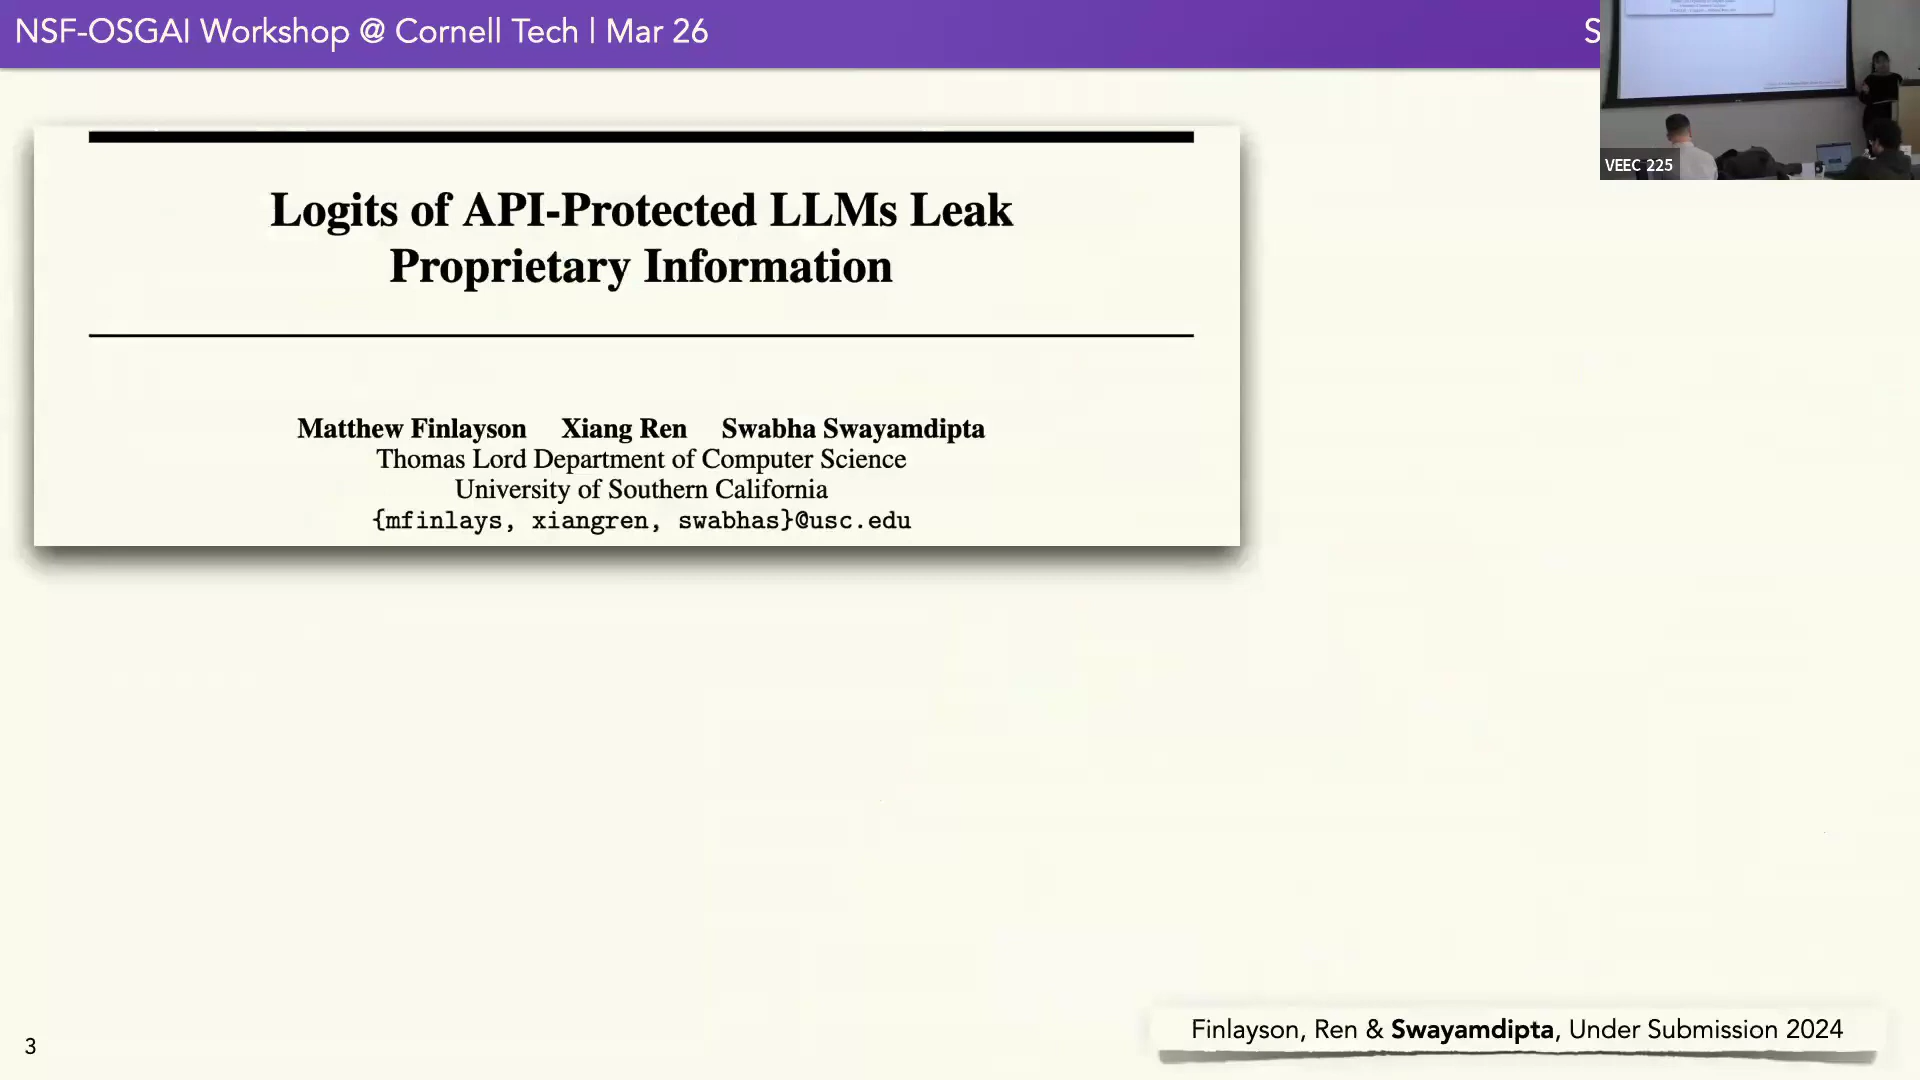 NSF-OSGAI Workshop @ Cornell Tech | Mar 26
S
VEEC 225
Logits of API-Protected LLMs Leak
Proprietary Information
Matthew Finlayson Xiang Ren Swabha Swayamdipta
Thomas Lord Department of Computer Science
University of Southern California
{mfinlays, xiangren, swabhas}@usc.edu
Finlayson, Ren & Swayamdipta, Under Submission 2024
3